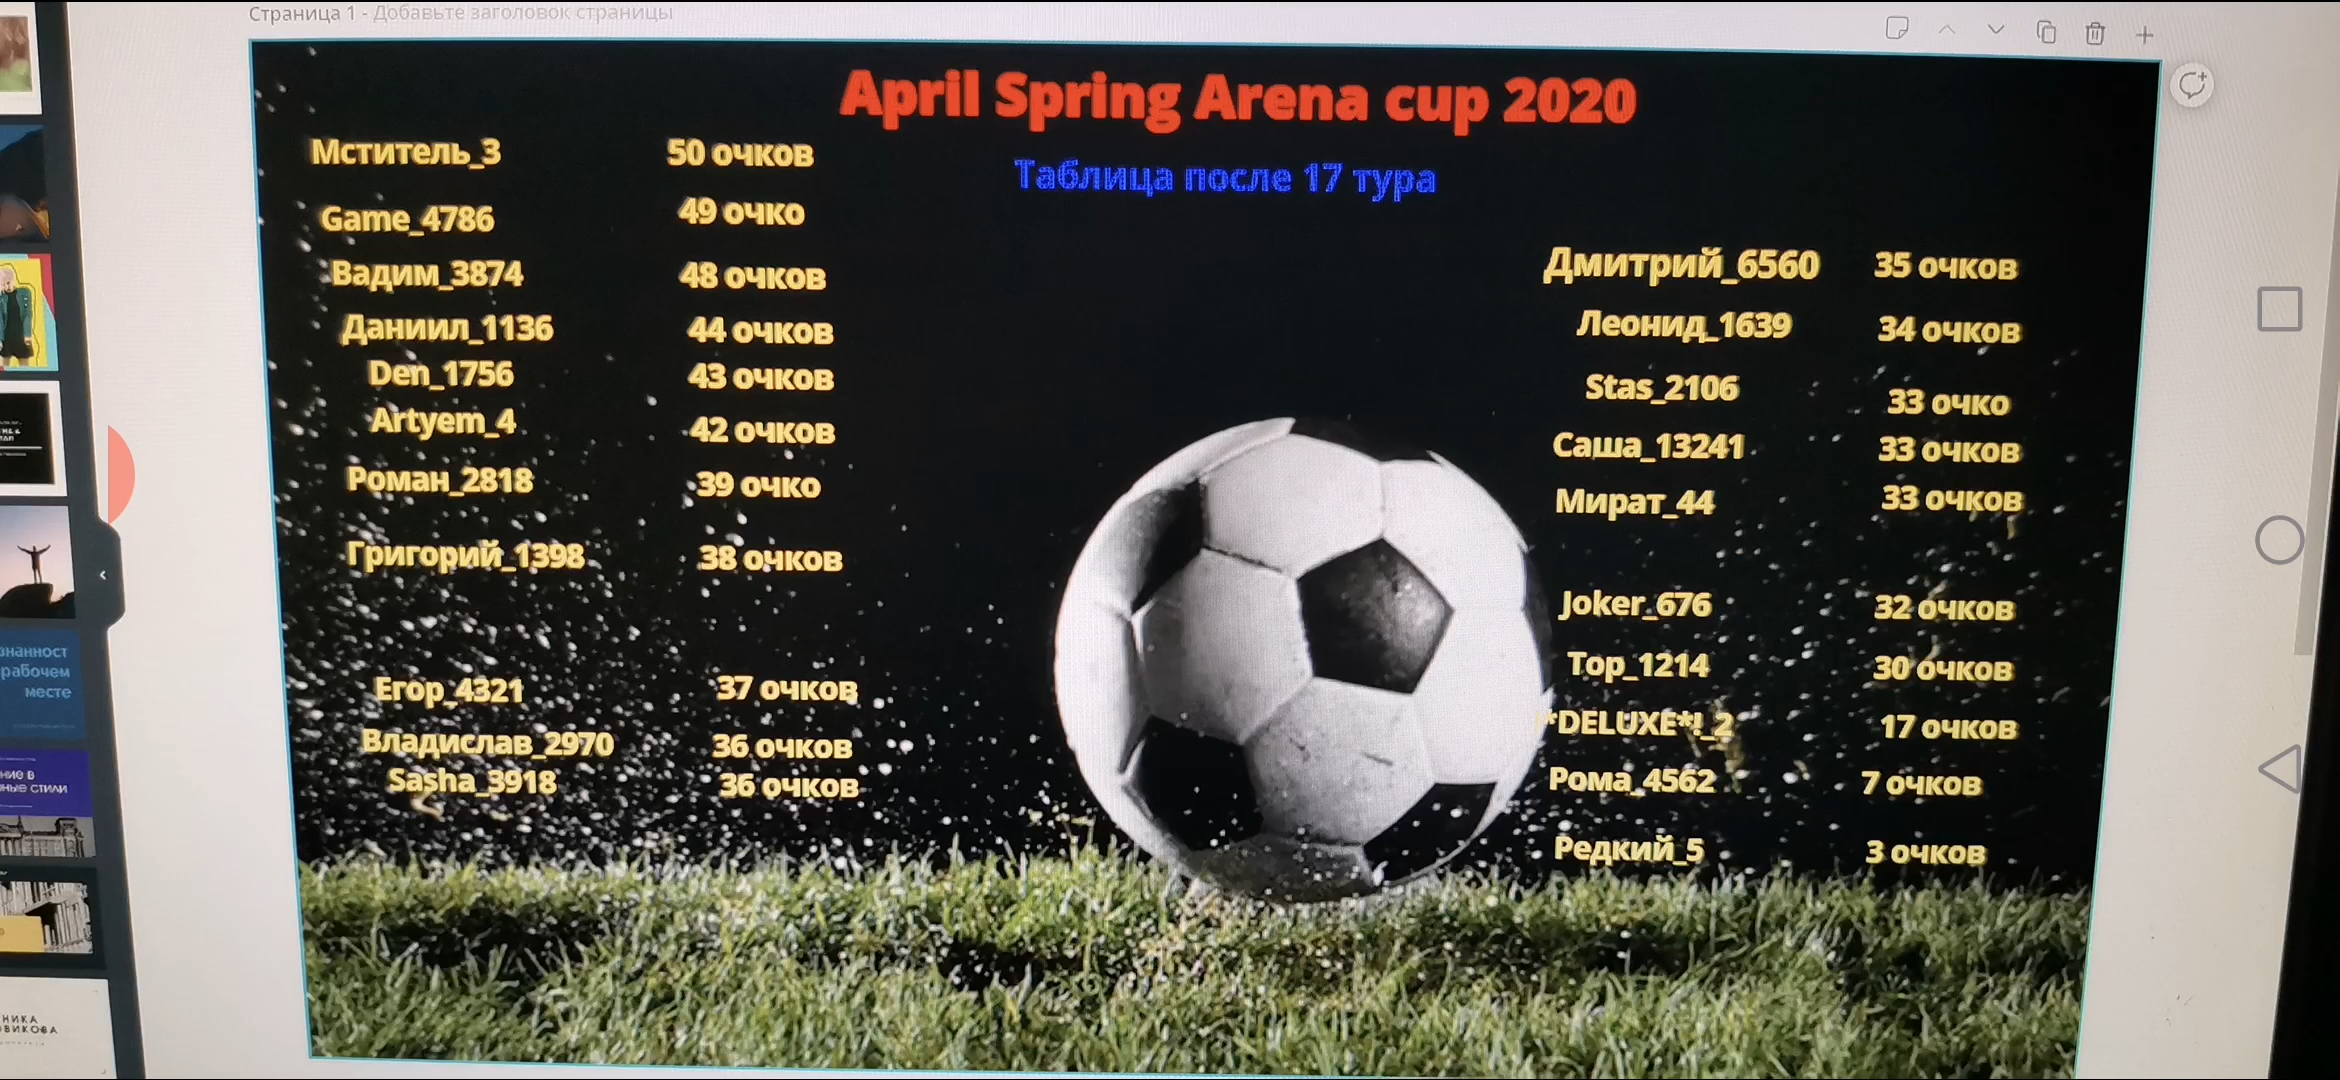 Страница 1 - Добавьте заголовок страницы
April Spring Arena cup 2020
Таблица после 17 тура
Мститель_3 50 очков
Game_4786 49 очко
Вадим_3874 48 очков
Даниил_1136 44 очков
Den_1756 43 очков
Artyem_4 42 очков
Роман_2818 39 очко
Григорий_1398 38 очков
Егор_4321 37 очков
Владислав_2970 36 очков
Sasha_3918 36 очков
Дмитрий_6560 35 очков
Леонид_1639 34 очков
Stas_2106 33 очко
Саша_13241 33 очков
Мират_44 33 очков
Joker_676 32 очков
Top_1214 30 очков
!*DELUXE*!_2 17 очков
Рома_4562 7 очков
Редкий_5 3 очков
рабочем
месте